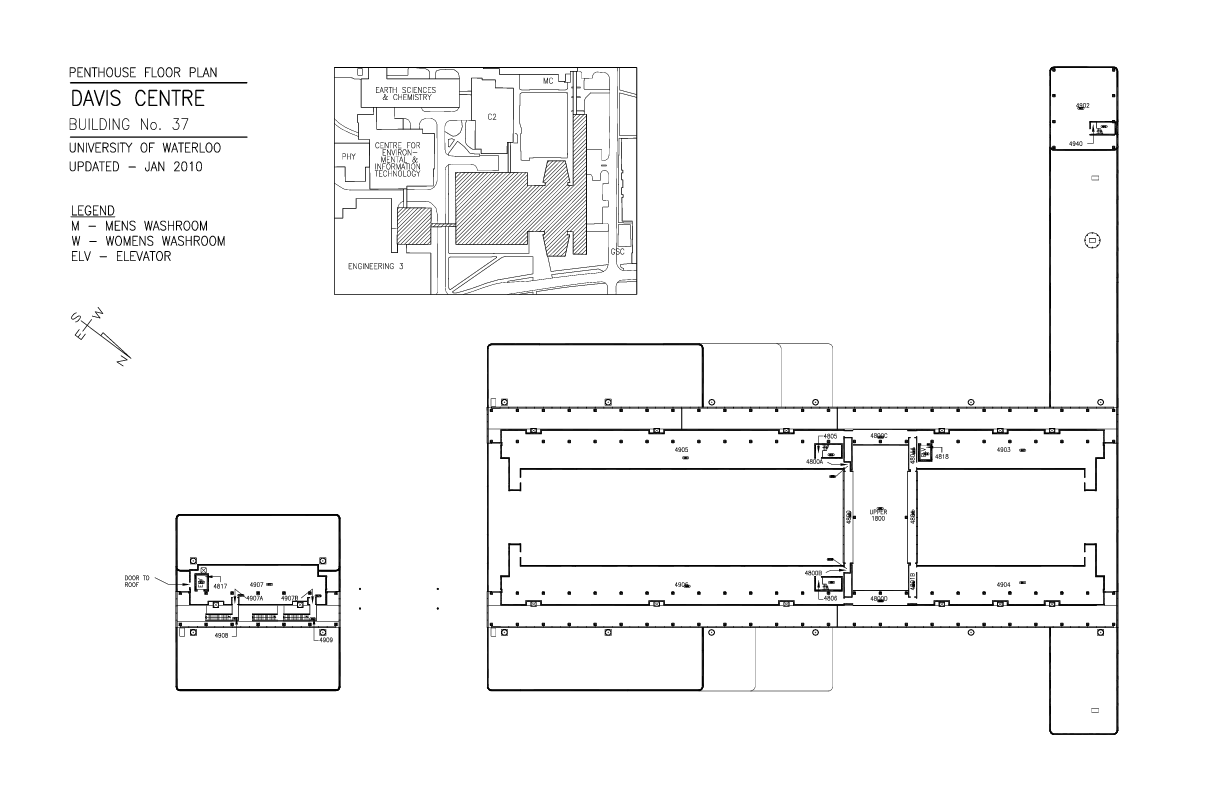 PENTHOUSE FLOOR PLAN
DAVIS CENTRE
BUILDING No. 37
UNIVERSITY OF WATERLOO
UPDATED – JAN 2010
LEGEND
M – MENS WASHROOM
W – WOMENS WASHROOM
ELV – ELEVATOR
S
W
E
N
MC
EARTH SCIENCES
& CHEMISTRY
C2
PHY
CENTRE FOR
ENVIRON-
MENTAL &
INFORMATION
TECHNOLOGY
ENGINEERING 3
GSC
4902
4940
4805
4800C
4905
4800A
4818
4903
UPPER
1800
4800B
4906
4806
4800D
4904
DOOR TO
ROOF
4817
4907
4907A
4907B
4908
4909